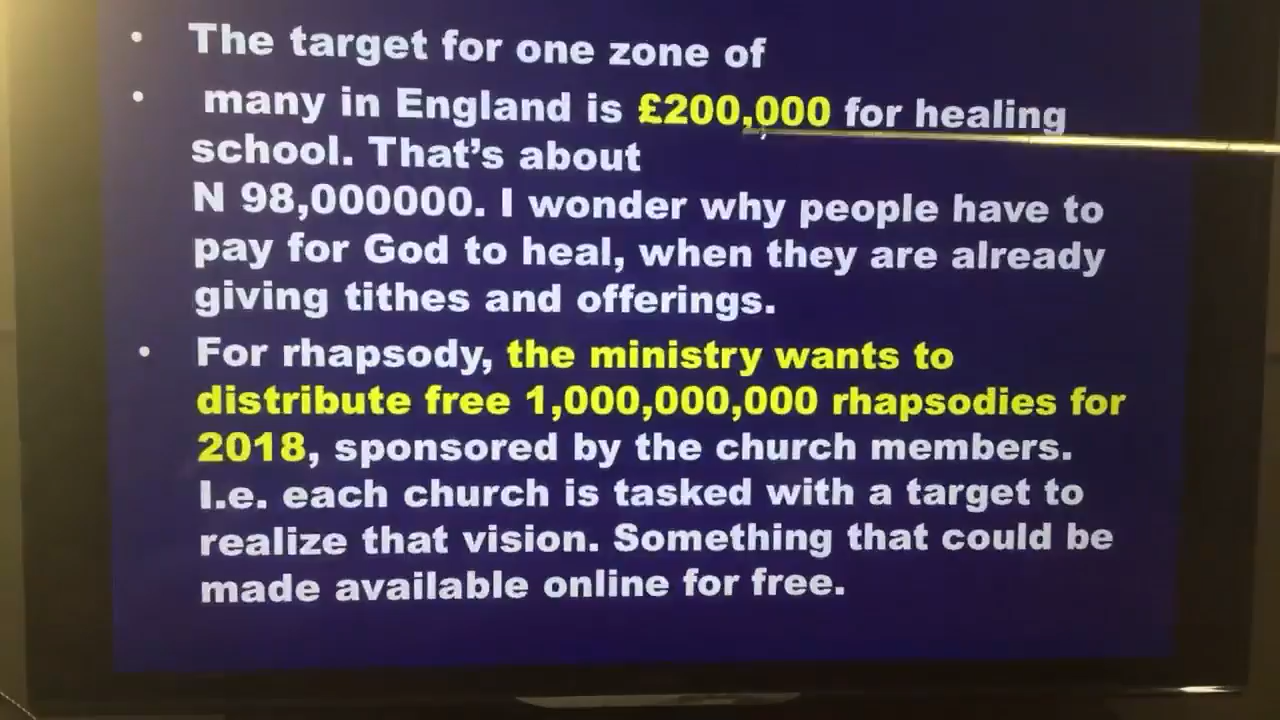 • The target for one zone of
• many in England is £200,000 for healing
school. That's about
N 98,000000. I wonder why people have to
pay for God to heal, when they are already
giving tithes and offerings.
• For rhapsody, the ministry wants to
distribute free 1,000,000,000 rhapsodies for
2018, sponsored by the church members.
I.e. each church is tasked with a target to
realize that vision. Something that could be
made available online for free.